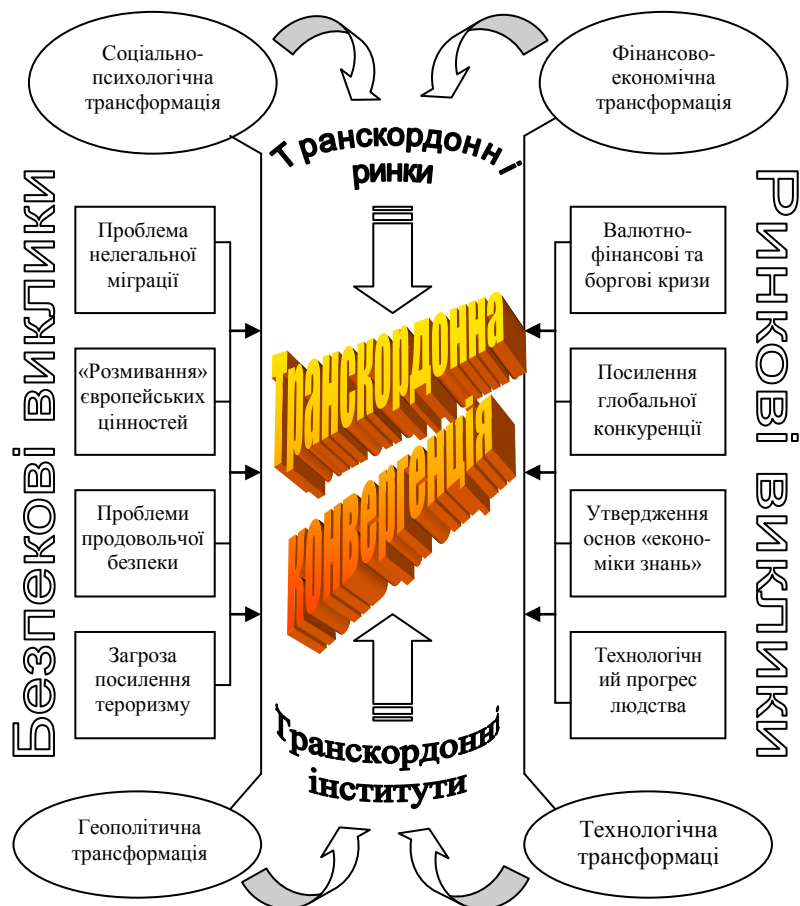 Соціально-
психологічна
трансформація
Фінансово-
економічна
трансформація
Транскордонні
ринки
Безпекові виклики
Проблема
нелегальної
міграції
«Розмивання»
європейських
цінностей
Проблеми
продовольчої
безпеки
Загроза
посилення
тероризму
Транскордонна
конвергенція
Валютно-
фінансові та
боргові кризи
Посилення
глобальної
конкуренції
Утвердження
основ «еконо-
міки знань»
Технологічн
ий прогрес
людства
Ринкові виклики
Транскордонні
інститути
Геополітична
трансформація
Технологічна
трансформаці